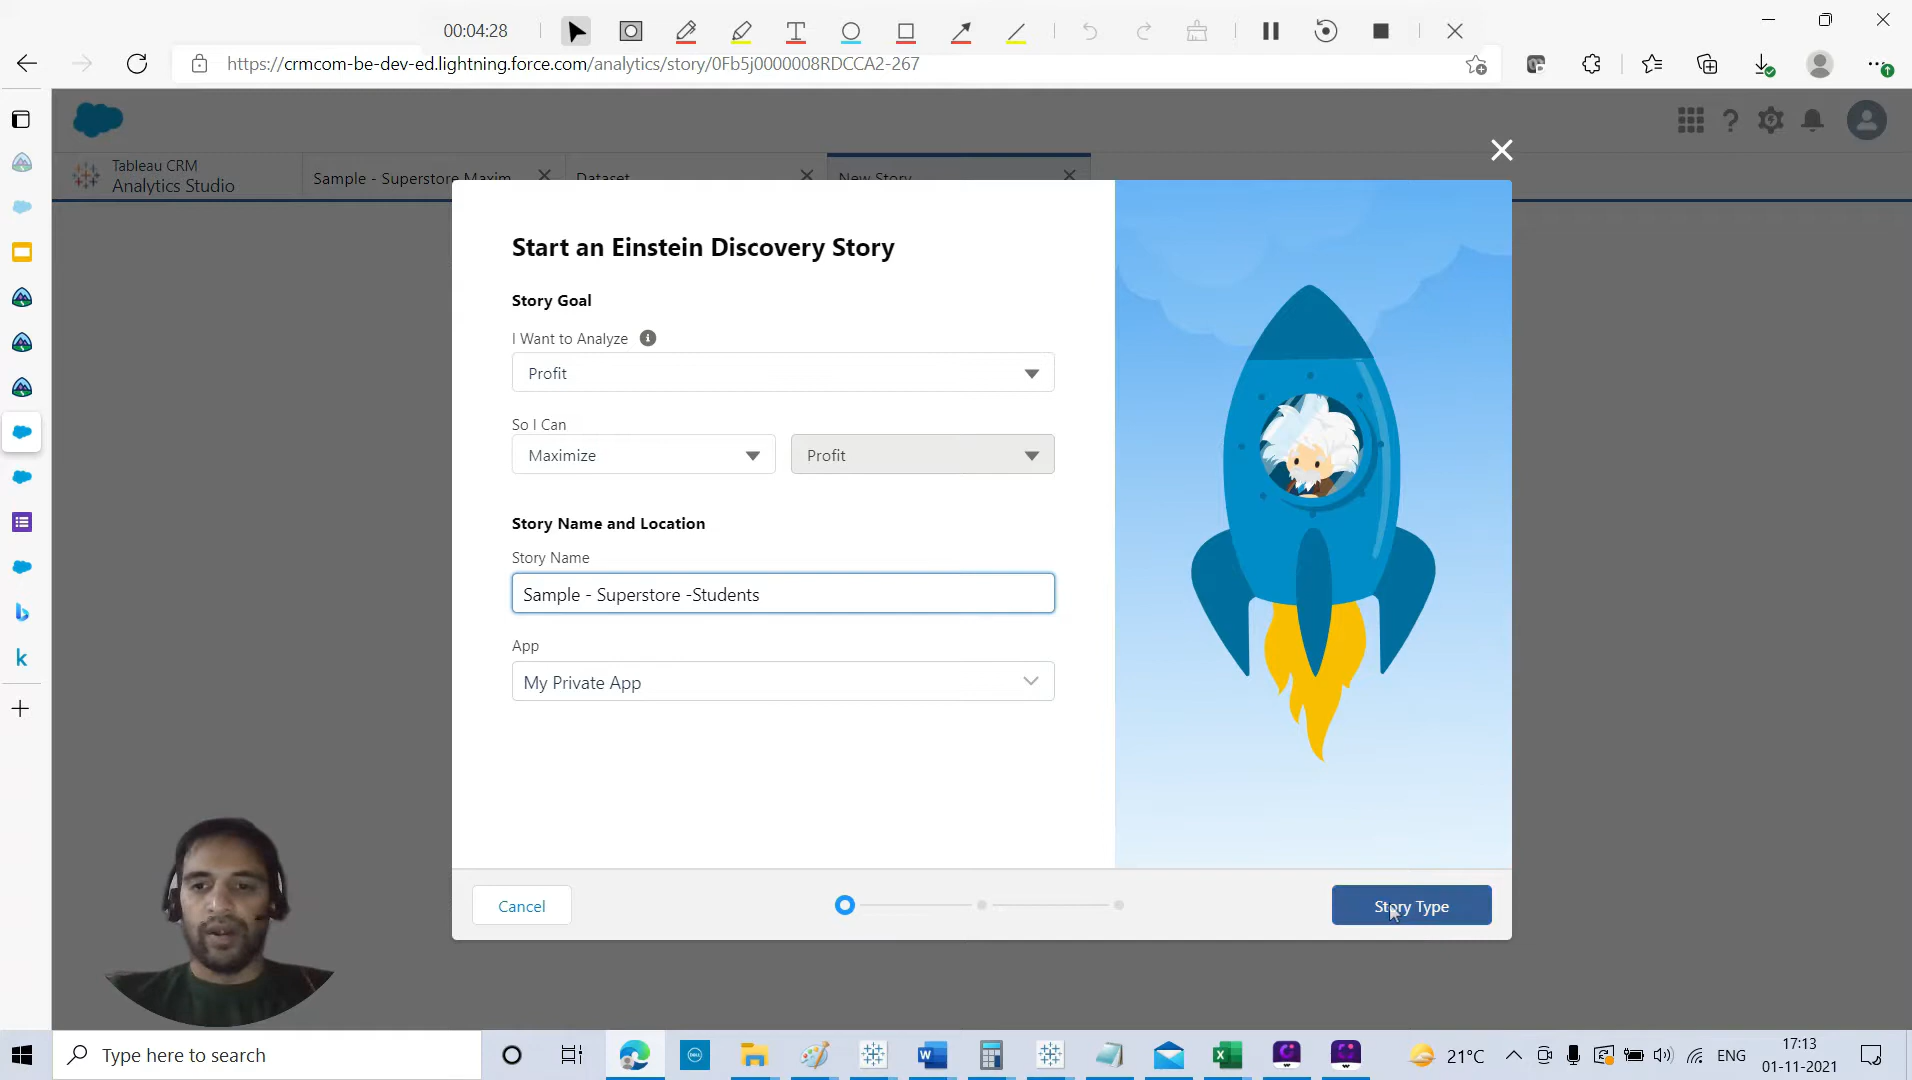 00:04:28
T
https://crmcom-be-dev-ed.lightning.force.com/analytics/story/0Fb5j0000008RDCCA2-267
Tableau CRM
Analytics Studio
Sample - Superstore Maxim
Dataset
New Story
Start an Einstein Discovery Story
Story Goal
I Want to Analyze
Profit
So I Can
Maximize
Profit
Story Name and Location
Story Name
Sample - Superstore -Students
App
My Private App
Cancel
Story Type
Type here to search
21°C
ENG
17:13
01-11-2021